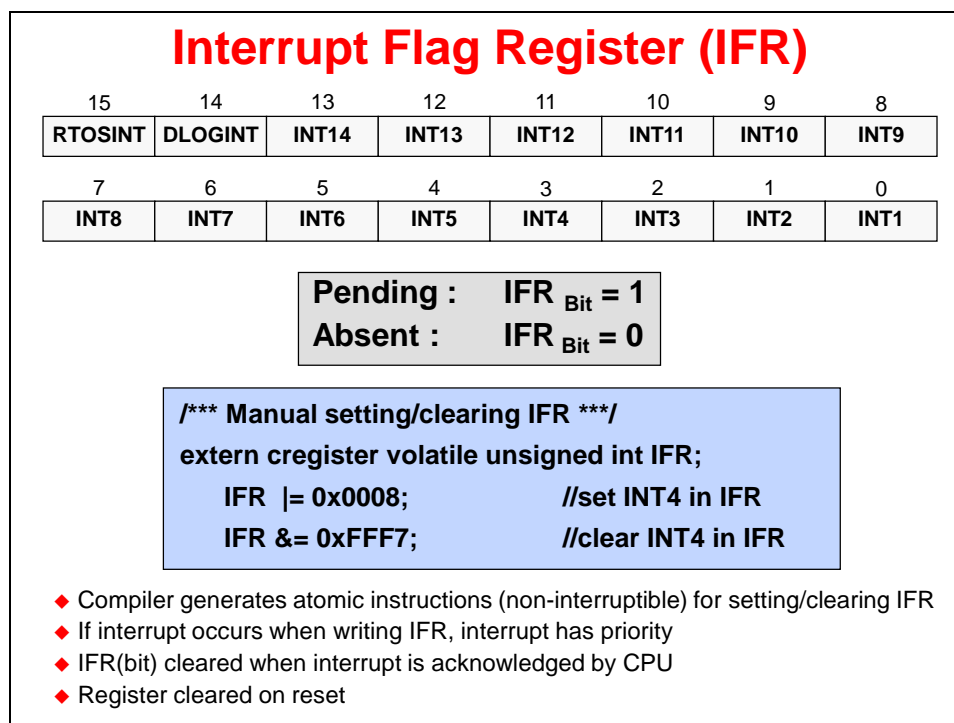 Interrupt Flag Register (IFR)
15 14 13 12 11 10 9 8
RTOSINT DLOGINT INT14 INT13 INT12 INT11 INT10 INT9
7 6 5 4 3 2 1 0
INT8 INT7 INT6 INT5 INT4 INT3 INT2 INT1
Pending : IFR Bit = 1
Absent : IFR Bit = 0
/*** Manual setting/clearing IFR ***/
extern cregister volatile unsigned int IFR;
IFR |= 0x0008; //set INT4 in IFR
IFR &= 0xFFF7; //clear INT4 in IFR
◆ Compiler generates atomic instructions (non-interruptible) for setting/clearing IFR
◆ If interrupt occurs when writing IFR, interrupt has priority
◆ IFR(bit) cleared when interrupt is acknowledged by CPU
◆ Register cleared on reset